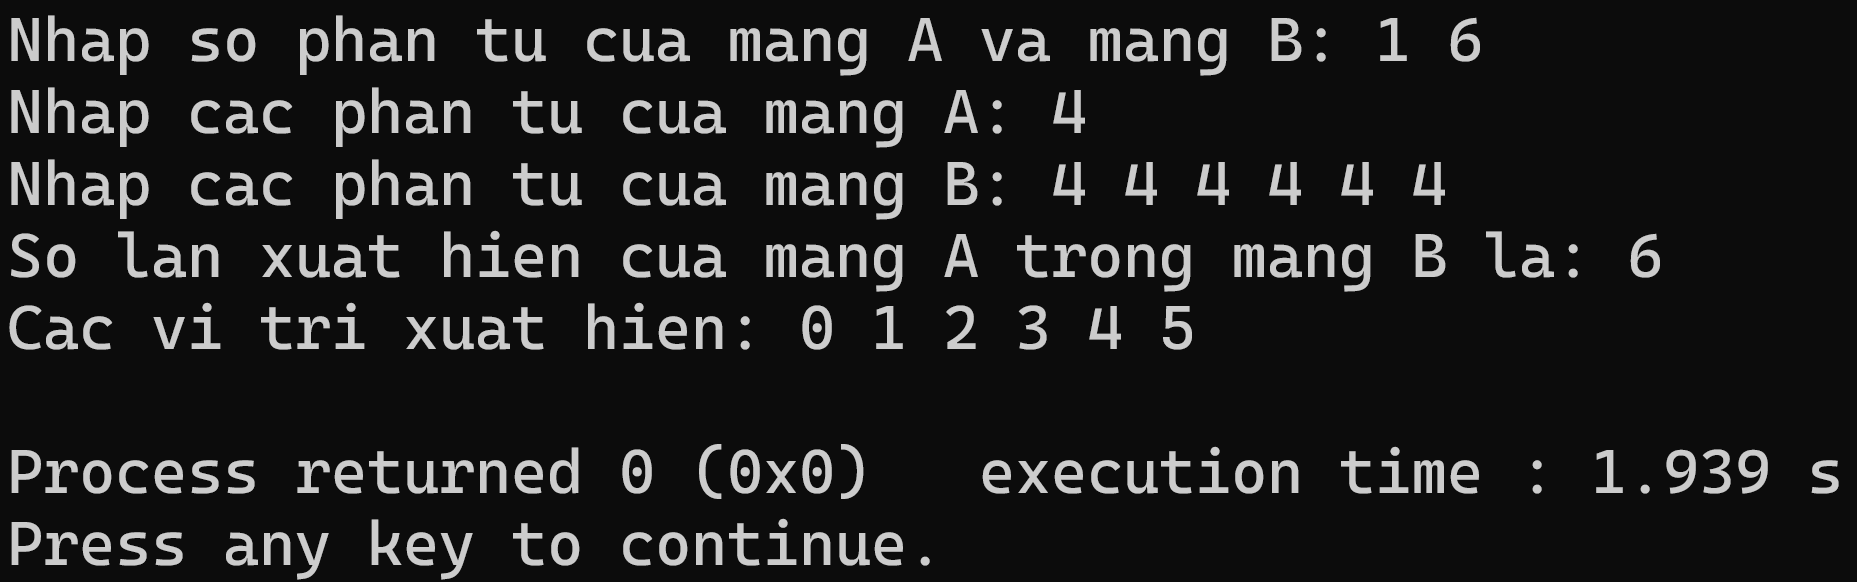 Nhap so phan tu cua mang A va mang B: 1 6
Nhap cac phan tu cua mang A: 4
Nhap cac phan tu cua mang B: 4 4 4 4 4 4
So lan xuat hien cua mang A trong mang B la: 6
Cac vi tri xuat hien: 0 1 2 3 4 5
Process returned 0 (0x0)   execution time : 1.939 s
Press any key to continue.